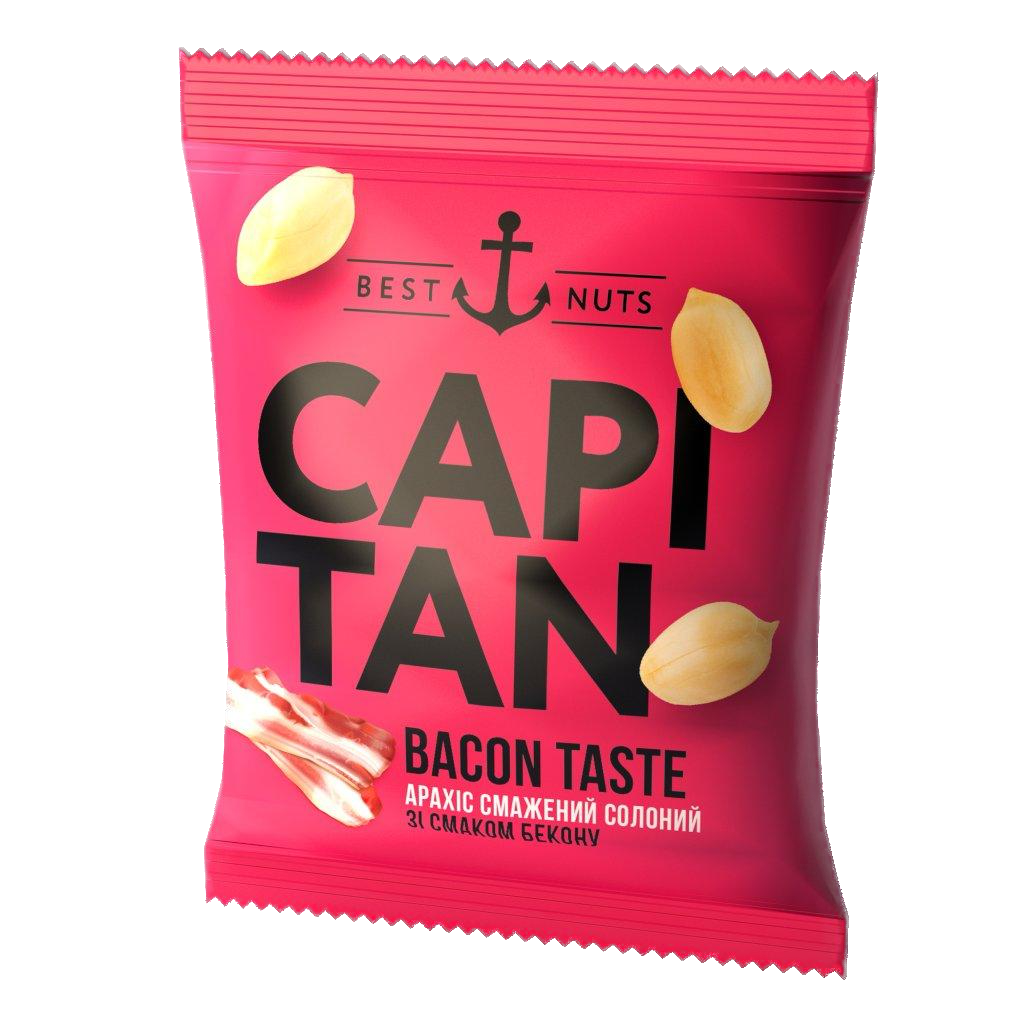 BEST NUTS
CAPI
TAN
BACON TASTE
АРАХІС СМАЖЕНИЙ СОЛОНИЙ
ЗІ СМАКОМ БЕКОНУ